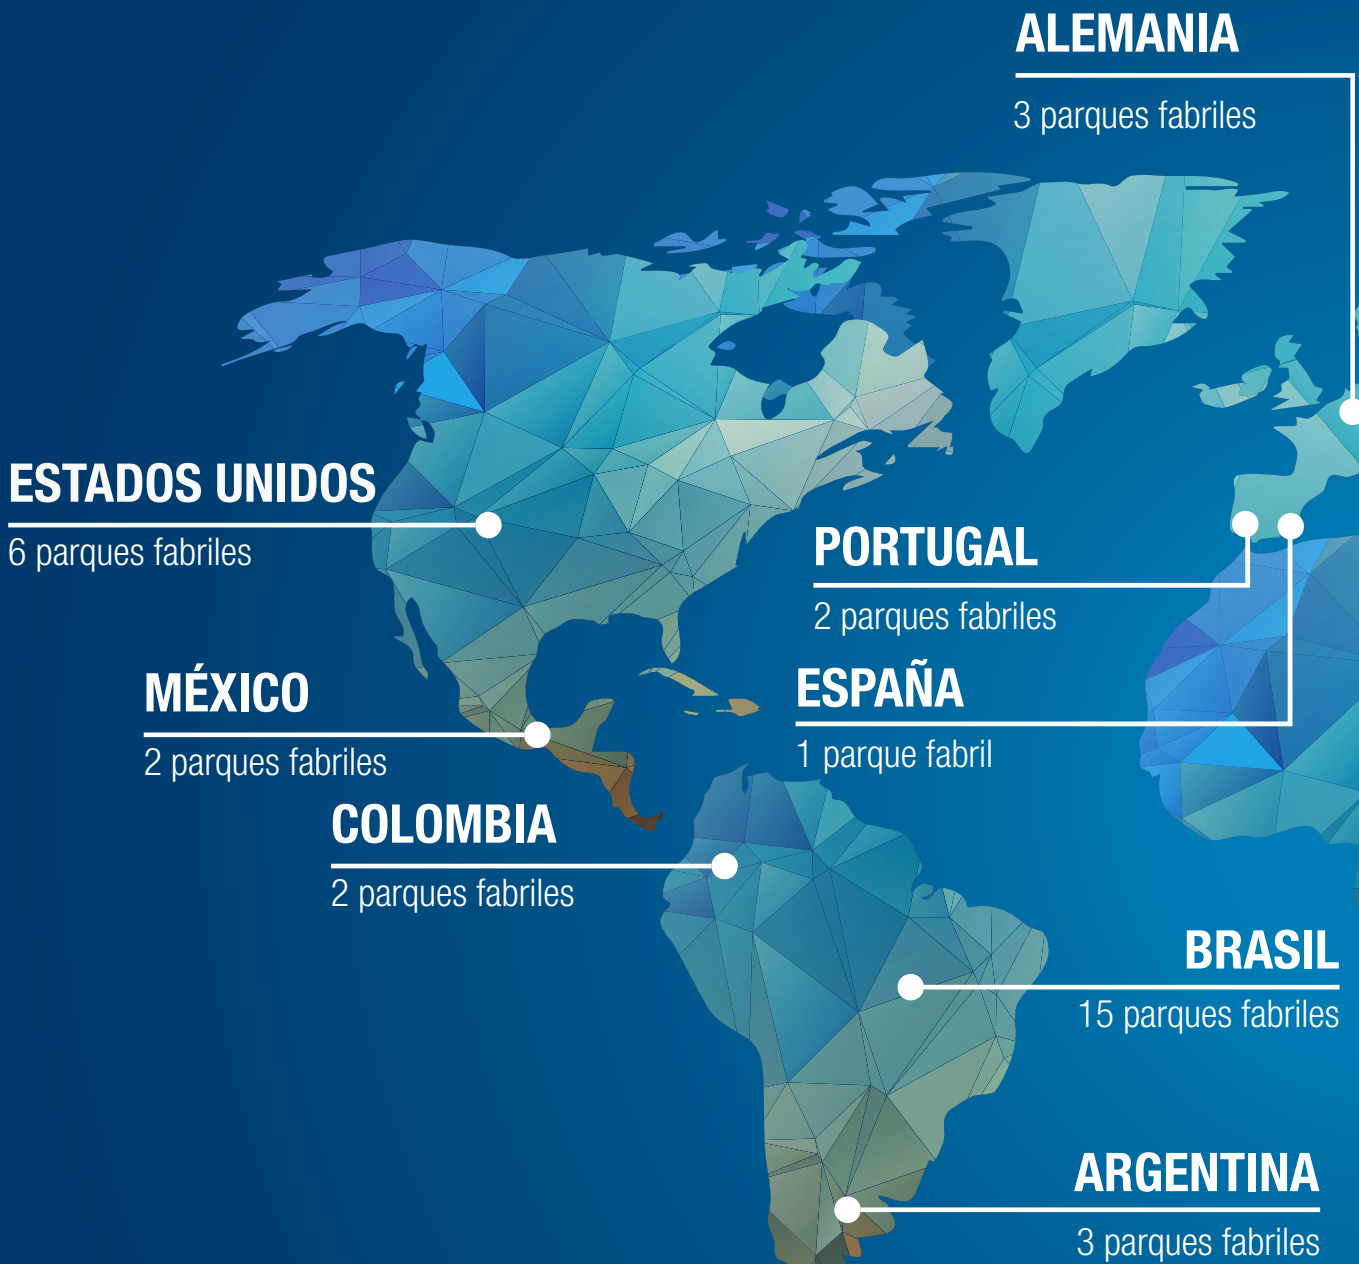 ALEMANIA
3 parques fabriles
ESTADOS UNIDOS
6 parques fabriles
PORTUGAL
2 parques fabriles
MÉXICO
2 parques fabriles
ESPAÑA
1 parque fabril
COLOMBIA
2 parques fabriles
BRASIL
15 parques fabriles
ARGENTINA
3 parques fabriles